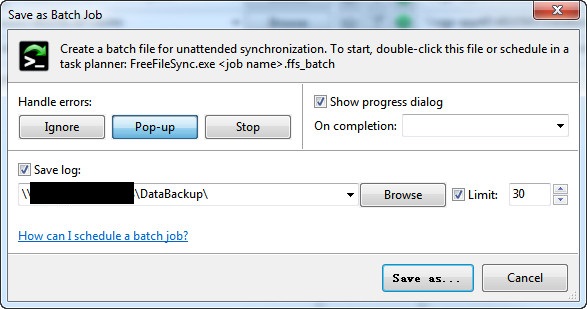 Save as Batch Job
Create a batch file for unattended synchronization. To start, double-click this file or schedule in a
task planner: FreeFileSync.exe <job name>.ffs_batch
Handle errors:
Ignore
Pop-up
Stop
Show progress dialog
On completion:
Save log:
\\ \DataBackup\
Browse
Limit:
30
How can I schedule a batch job?
Save as...
Cancel